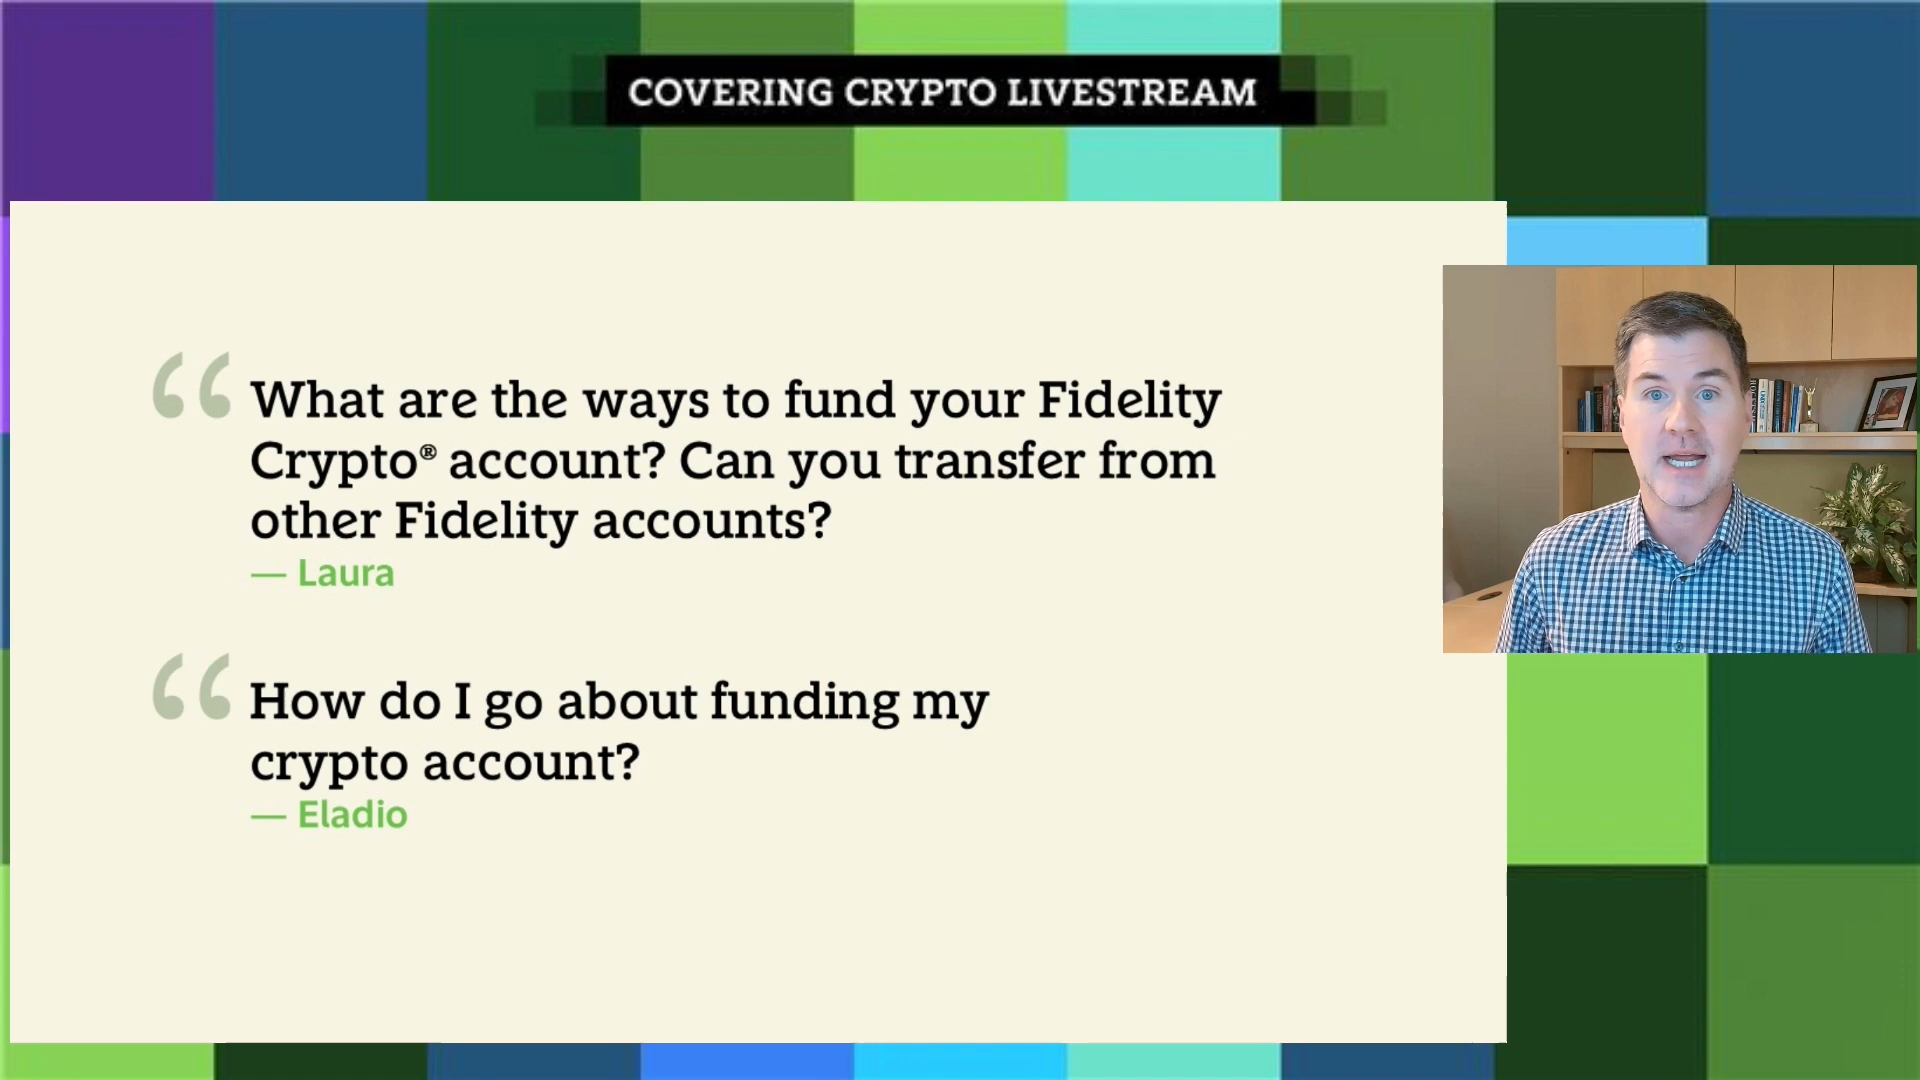 COVERING CRYPTO LIVESTREAM
“ What are the ways to fund your Fidelity
Crypto® account? Can you transfer from
other Fidelity accounts?
— Laura
“ How do I go about funding my
crypto account?
— Eladio